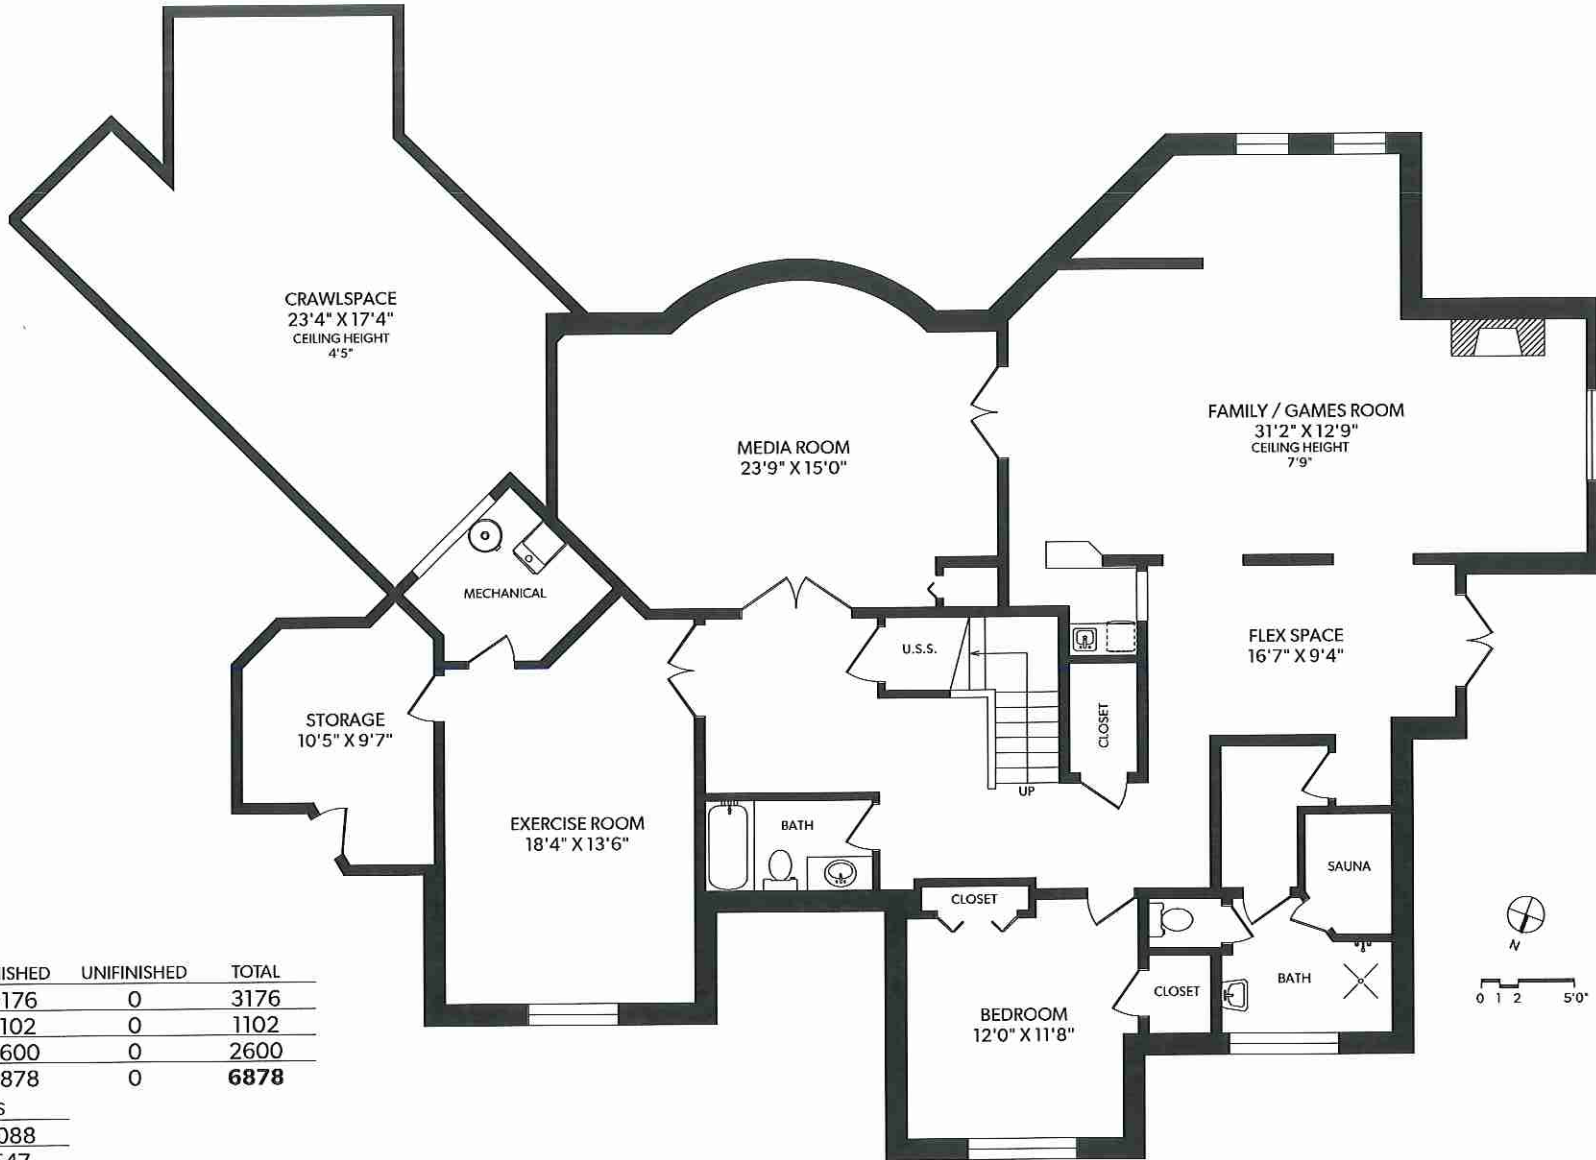 CRAWLSPACE
23'4" X 17'4"
CEILING HEIGHT
4'5"
MEDIA ROOM
23'9" X 15'0"
FAMILY / GAMES ROOM
31'2" X 12'9"
CEILING HEIGHT
7'9"
MECHANICAL
U.S.S.
FLEX SPACE
16'7" X 9'4"
STORAGE
10'5" X 9'7"
CLOSET
UP
EXERCISE ROOM
18'4" X 13'6"
BATH
SAUNA
CLOSET
BEDROOM
12'0" X 11'8"
CLOSET
BATH
N
0 1 2 5'0"
UNIFINISHED TOTAL
0 3176
0 1102
0 2600
0 6878